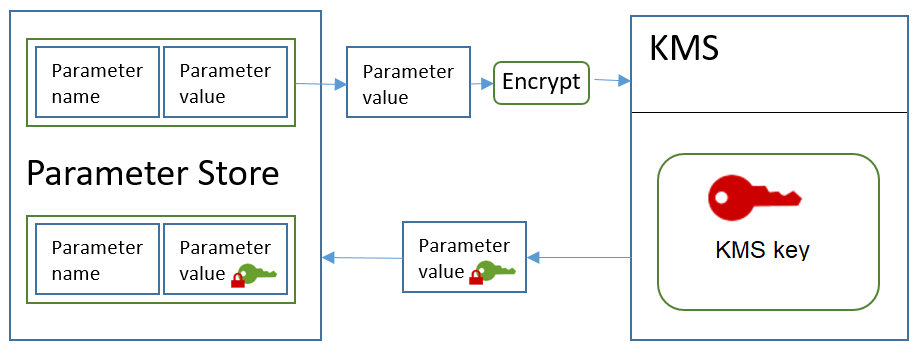 Parameter
name
Parameter
value
Parameter
value
Encrypt
KMS
Parameter Store
KMS key
Parameter
name
Parameter
value
Parameter
value